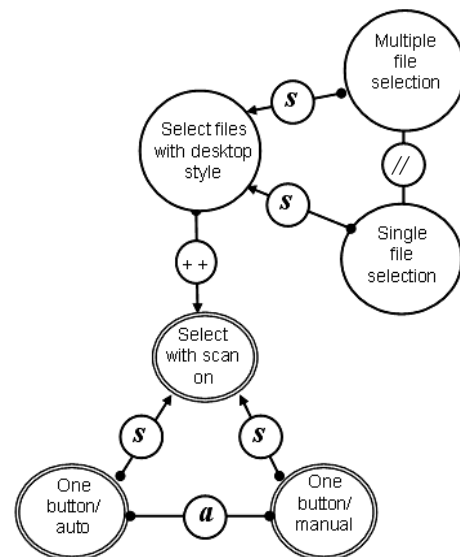 Multiple
file
selection
s
Select files
with desktop
style
//
s
Single
file
selection
++
Select
with scan
on
s
s
One
button/
auto
a
One
button/
manual